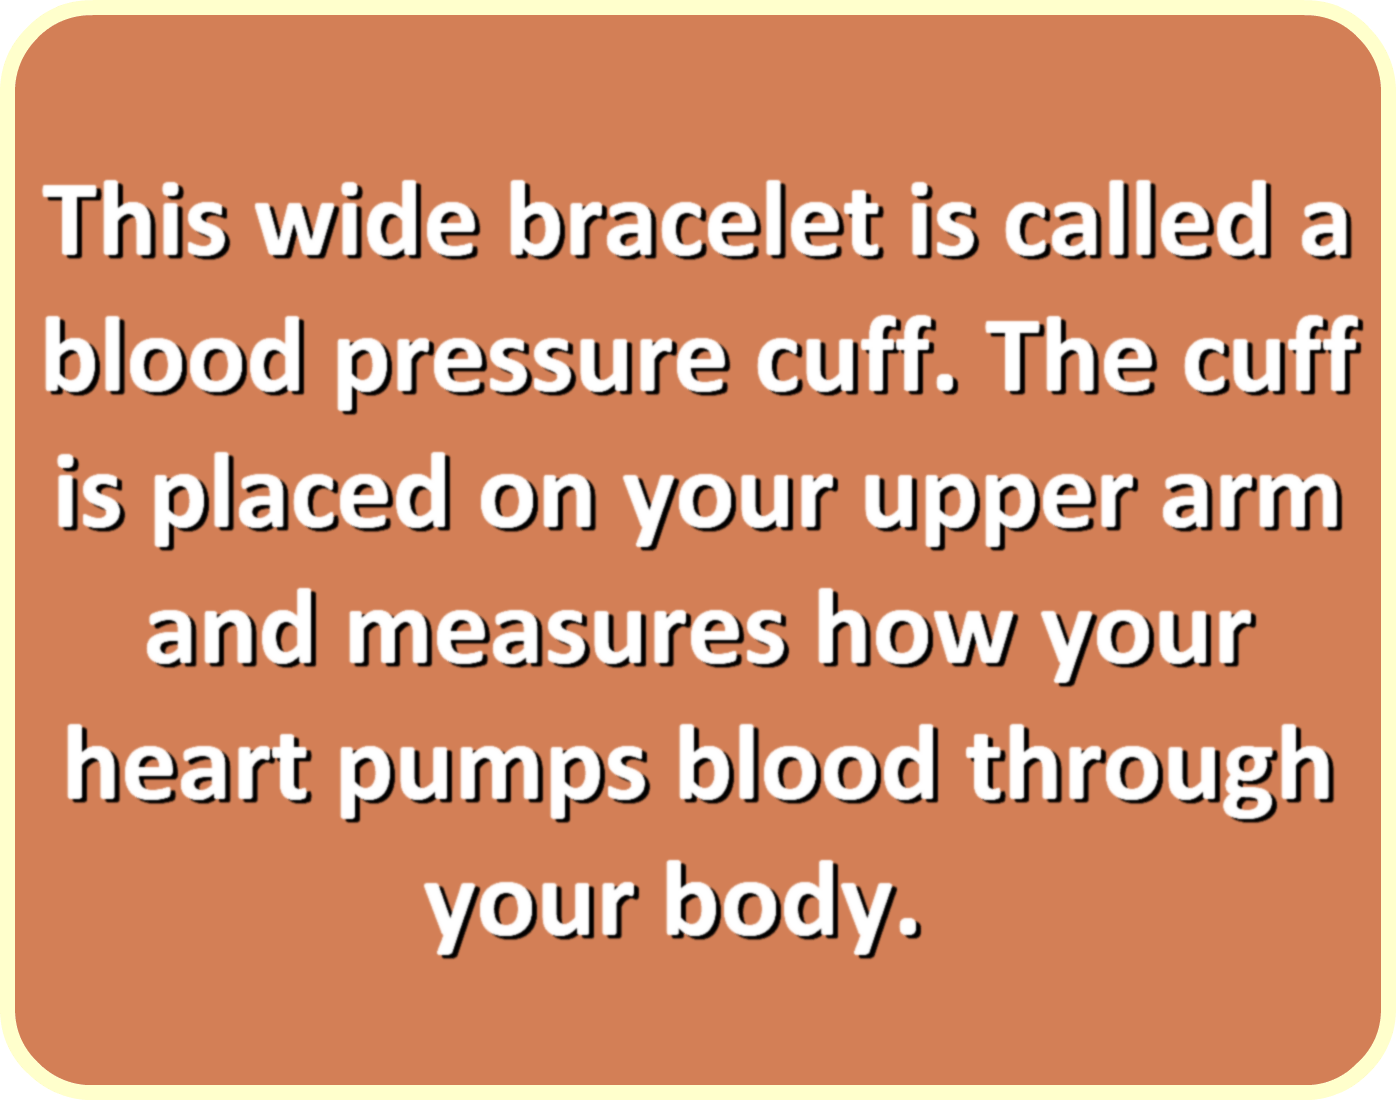 This wide bracelet is called a
blood pressure cuff. The cuff
is placed on your upper arm
and measures how your
heart pumps blood through
your body.